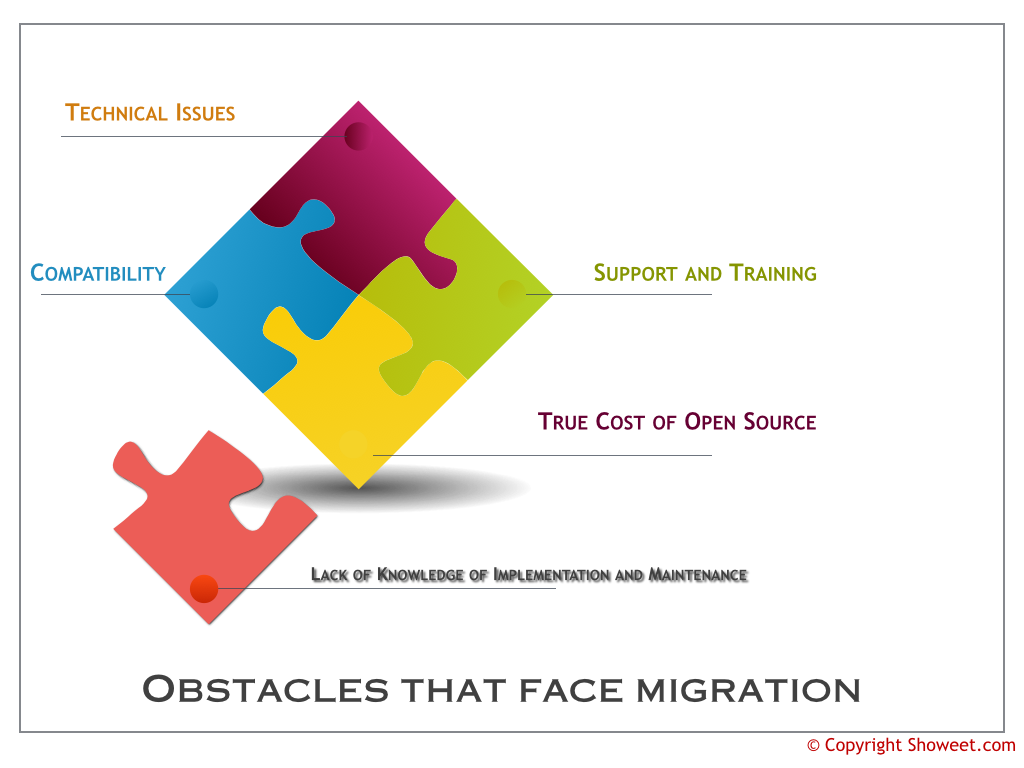 Technical Issues
Compatibility
Support and Training
True Cost of Open Source
Lack of Knowledge of Implementation and Maintenance
Obstacles that face migration
© Copyright Showeet.com